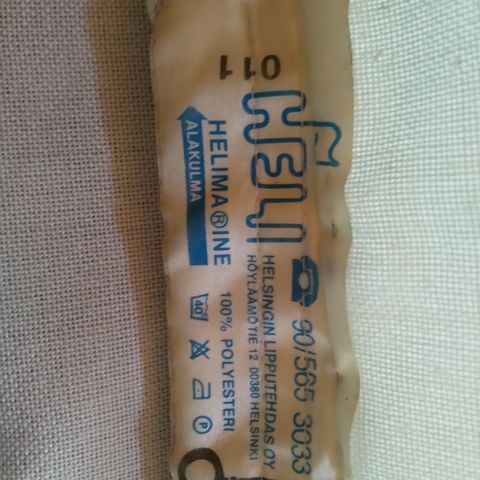 011
HELI
90/565 3033
HELSINGIN LIPPUTEHDAS OY
HÖYLÄÄMÖTIE 12 00380 HELSINKI
HELIMA®INE
100% POLYESTERI
ALAKULMA
40
P